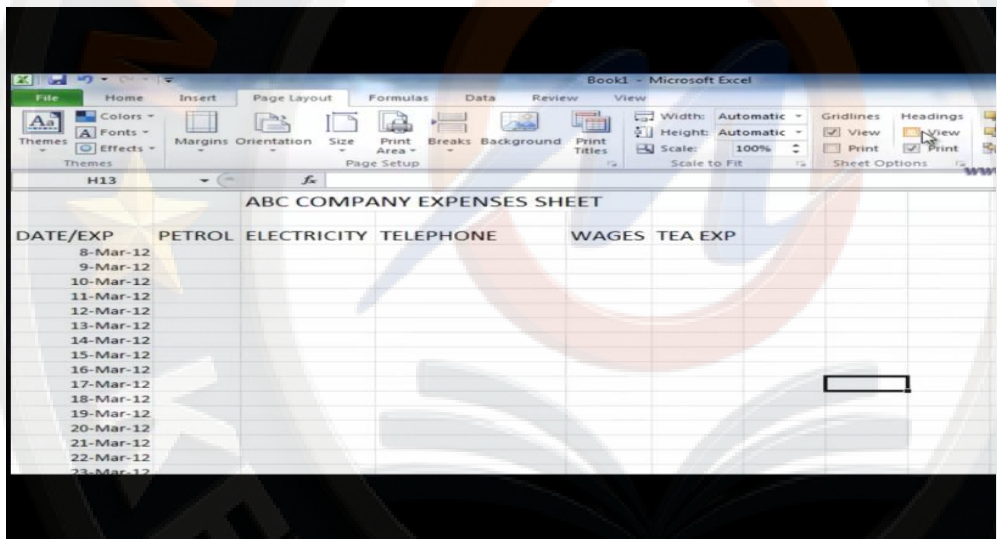 Book1 - Microsoft Excel
File Home Insert Page Layout Formulas Data Review View
Themes Colors Fonts Effects Margins Orientation Size Print Area Breaks Background Print Titles Width: Automatic Height: Automatic Scale: 100% Gridlines View Print Headings View Print
Themes Page Setup Scale to Fit Sheet Options
www
H13 fx
ABC COMPANY EXPENSES SHEET
DATE/EXP PETROL ELECTRICITY TELEPHONE WAGES TEA EXP
8-Mar-12
9-Mar-12
10-Mar-12
11-Mar-12
12-Mar-12
13-Mar-12
14-Mar-12
15-Mar-12
16-Mar-12
17-Mar-12
18-Mar-12
19-Mar-12
20-Mar-12
21-Mar-12
22-Mar-12
23-Mar-12